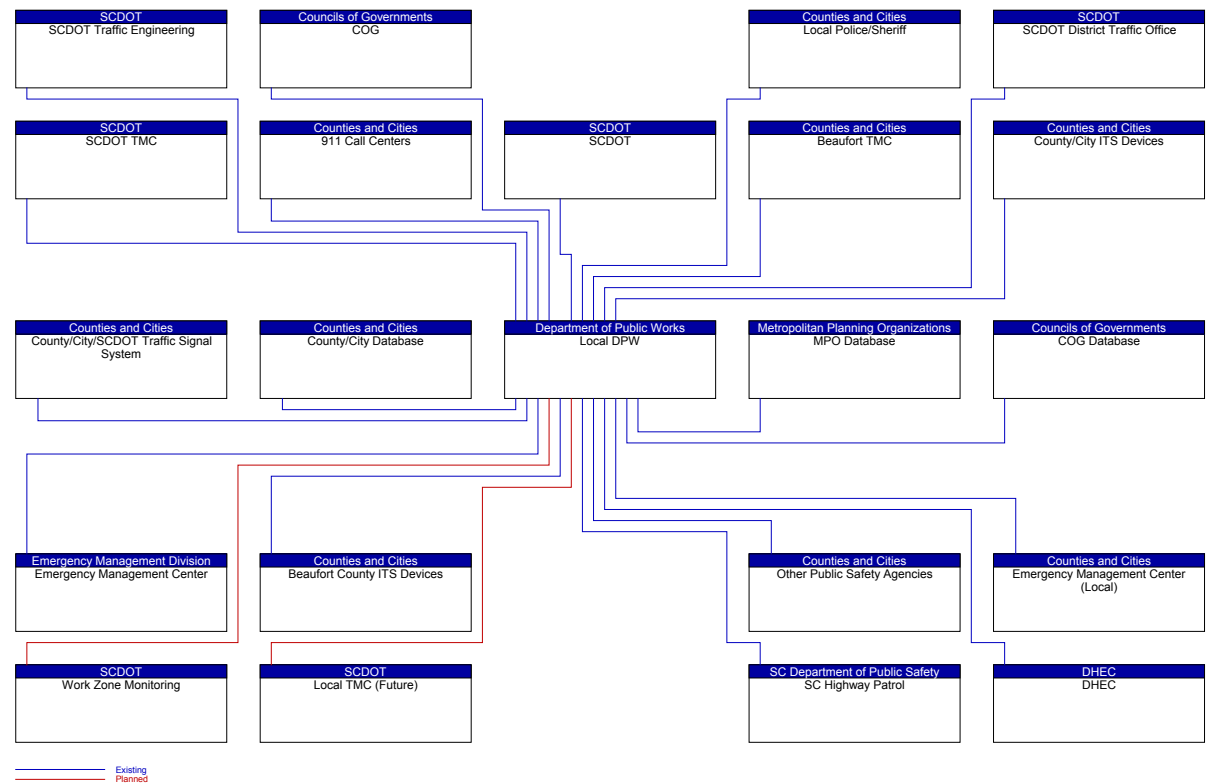 SCDOT
SCDOT Traffic Engineering
Councils of Governments
COG
Counties and Cities
Local Police/Sheriff
SCDOT
SCDOT District Traffic Office
SCDOT
SCDOT TMC
Counties and Cities
911 Call Centers
SCDOT
SCDOT
Counties and Cities
Beaufort TMC
Counties and Cities
County/City ITS Devices
Counties and Cities
County/City/SCDOT Traffic Signal
System
Counties and Cities
County/City Database
Department of Public Works
Local DPW
Metropolitan Planning Organizations
MPO Database
Councils of Governments
COG Database
Emergency Management Division
Emergency Management Center
Counties and Cities
Beaufort County ITS Devices
Counties and Cities
Other Public Safety Agencies
Counties and Cities
Emergency Management Center
(Local)
SCDOT
Work Zone Monitoring
SCDOT
Local TMC (Future)
SC Department of Public Safety
SC Highway Patrol
DHEC
DHEC
Existing
Planned